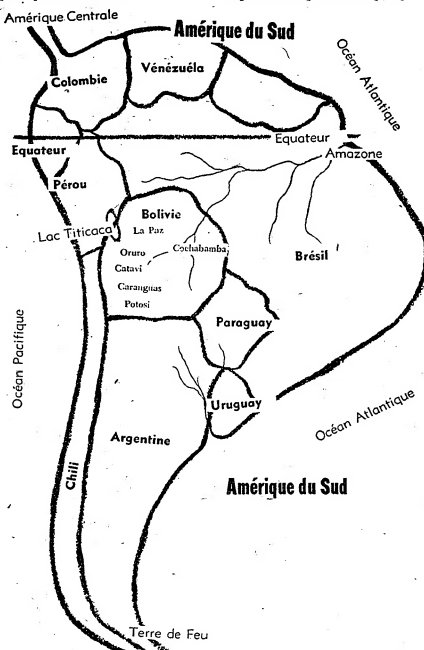 Amérique Centrale
Amérique du Sud
Océan Atlantique
Vénézuéla
Colombie
Equateur
Equateur
Amazone
Pérou
Bolivie
La Paz
Lac Titicaca
Cochabamba
Oruro
Brésil
Catavi
Caranguas
Potosi
Paraguay
Océan Pacifique
Uruguay
Océan Atlantique
Argentine
Chili
Amérique du Sud
Terre de Feu